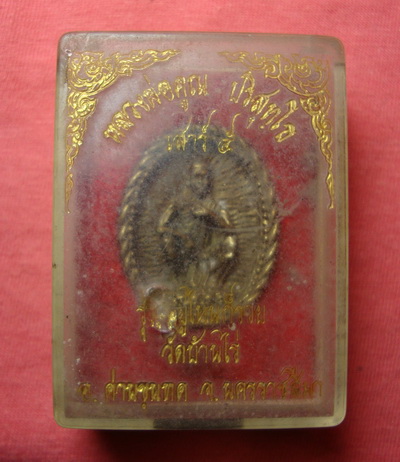 หลวงพ่อคูณ ปริสุทฺโธ
เสาร์ ๕
รุ่น
วัดบ้านไร่
อ. ด่านขุนทด จ. นครราชสีมา